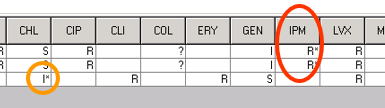 CHL CIP CLI COL ERY GEN IPM LVX
R S R ? I R* R
R S R ? I R* R
I* R R S R